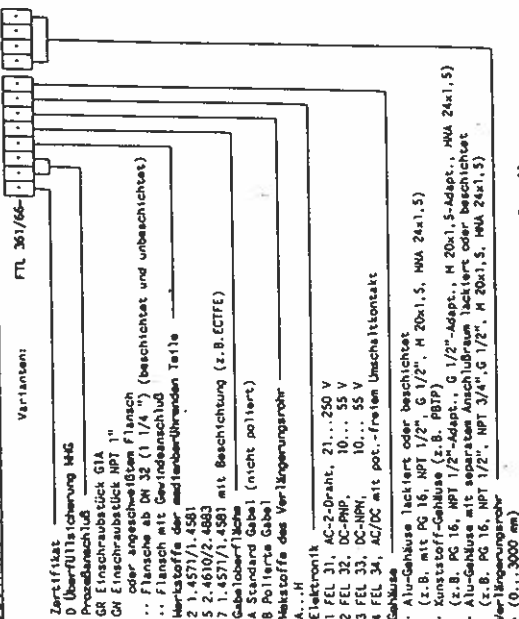 Varianten: FTL 361/66-
Zertifikat
D Überfüllsicherung WHG
Prozeßanschluß
GR Einschraubstück G1A
GN Einschraubstück NPT 1"
oder angeschweißtem Flansch
.. Flansche ab DN 32 (1 1/4 ") (beschichtet und unbeschichtet)
.. Flansch mit Gewindeanschluß
Werkstoffe der medienberührenden Teile
2 1.4571/1.4581
5 2.4610/2.4883
7 1.4571/1.4581 mit Beschichtung (z.B.ECTFE)
Gabeloberfläche
A Standard Gabel (nicht poliert)
B Polierte Gabel
Wekstoffe des Verlängerungsrohr
A...H
Elektronik
1 FEL 31, AC-2-Draht, 21...250 V
2 FEL 32, DC-PNP, 10... 55 V
3 FEL 33, DC-NPN, 10... 55 V
4 FEL 34, AC/DC mit pot.-freiem Umschaltkontakt
Gehäuse
. Alu-Gehäuse lackiert oder beschichtet
(z.B. mit PG 16, NPT 1/2", G 1/2", M 20x1,5, HNA 24x1,5)
. Kunststoff-Gehäuse (z.B. PBTP)
(z.B. PG 16, NPT 1/2"-Adapt., G 1/2"-Adapt., M 20x1,5-Adapt., HNA 24x1,5)
. Alu-Gehäuse mit separatem Anschlußraum lackiert oder beschichtet
(z.B. PG 16, NPT 1/2", NPT 3/4",G 1/2", M 20x1,5, HNA 24x1,5)
Verlängerungsrohr
(0...3000 mm)